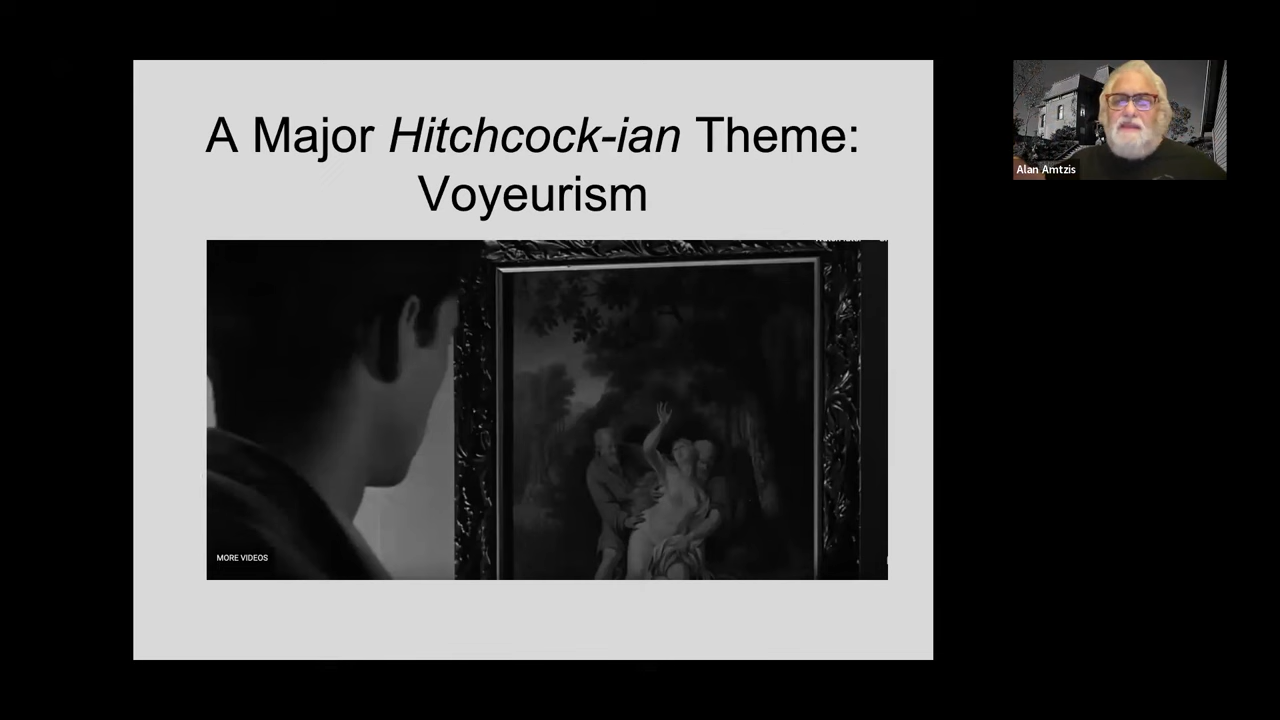 A Major Hitchcock-ian Theme:
Voyeurism
MORE VIDEOS
Alan Amtzis